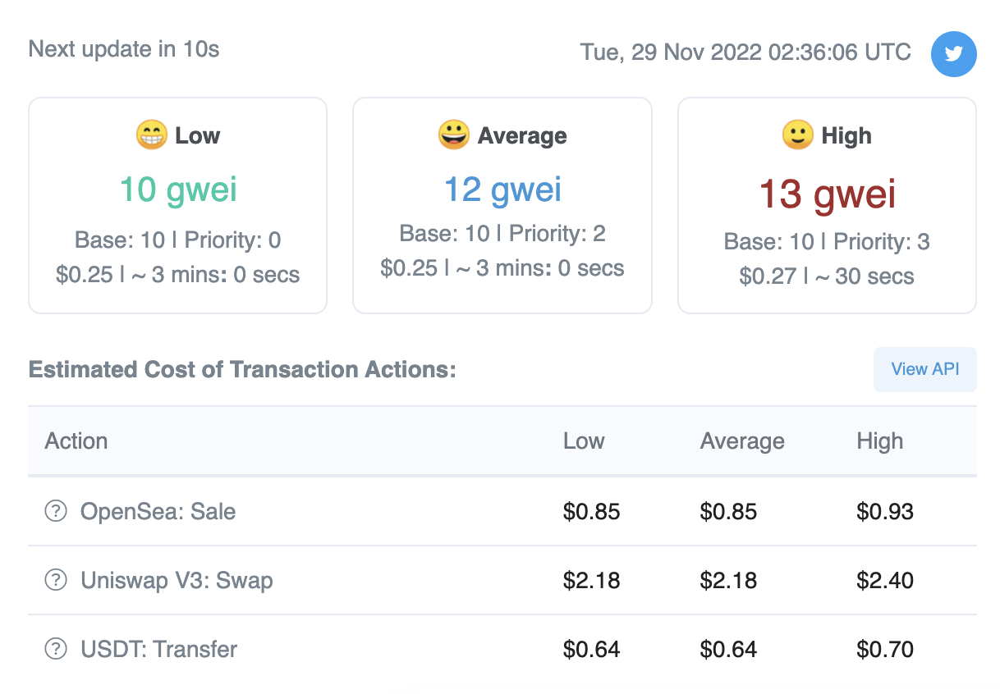 Next update in 10s
Tue, 29 Nov 2022 02:36:06 UTC
😁 Low
10 gwei
Base: 10 | Priority: 0
$0.25 | ~ 3 mins: 0 secs
😀 Average
12 gwei
Base: 10 | Priority: 2
$0.25 | ~ 3 mins: 0 secs
🙂 High
13 gwei
Base: 10 | Priority: 3
$0.27 | ~ 30 secs
Estimated Cost of Transaction Actions:
View API
Action Low Average High
? OpenSea: Sale $0.85 $0.85 $0.93
? Uniswap V3: Swap $2.18 $2.18 $2.40
? USDT: Transfer $0.64 $0.64 $0.70